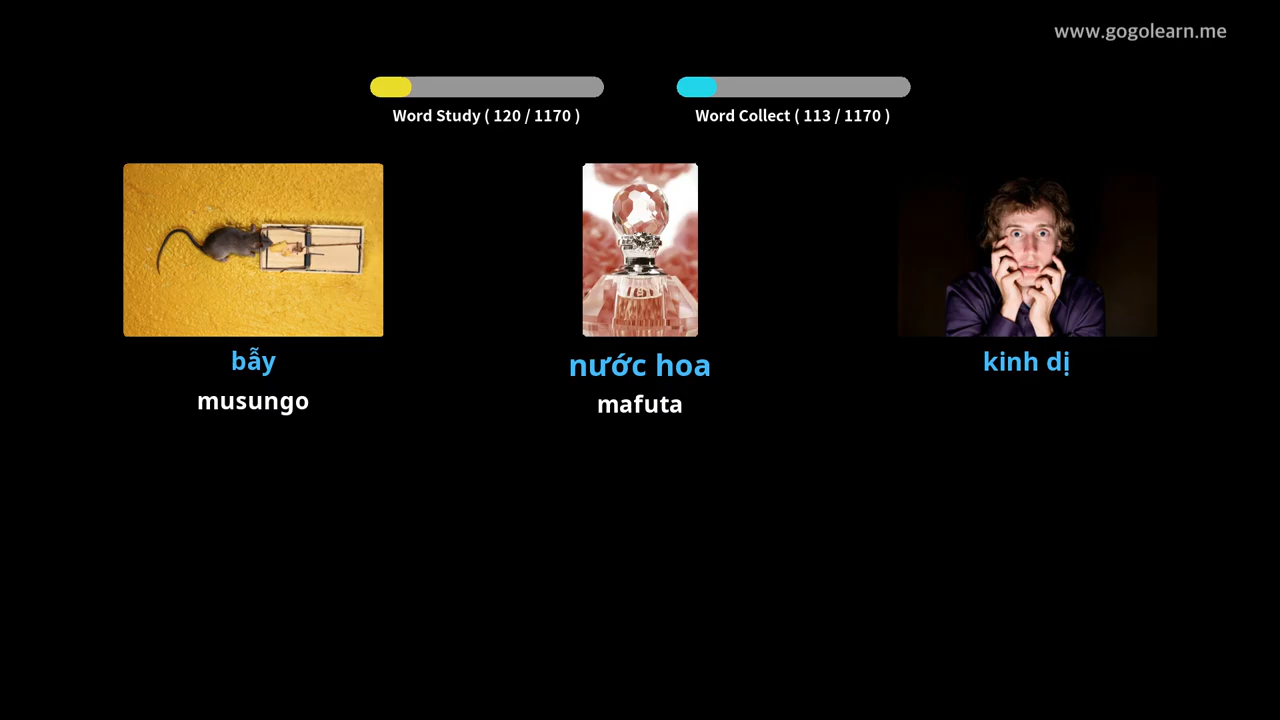 www.gogolearn.me
Word Study ( 120 / 1170 )
Word Collect ( 113 / 1170 )
bẫy
nước hoa
kinh dị
musungo
mafuta